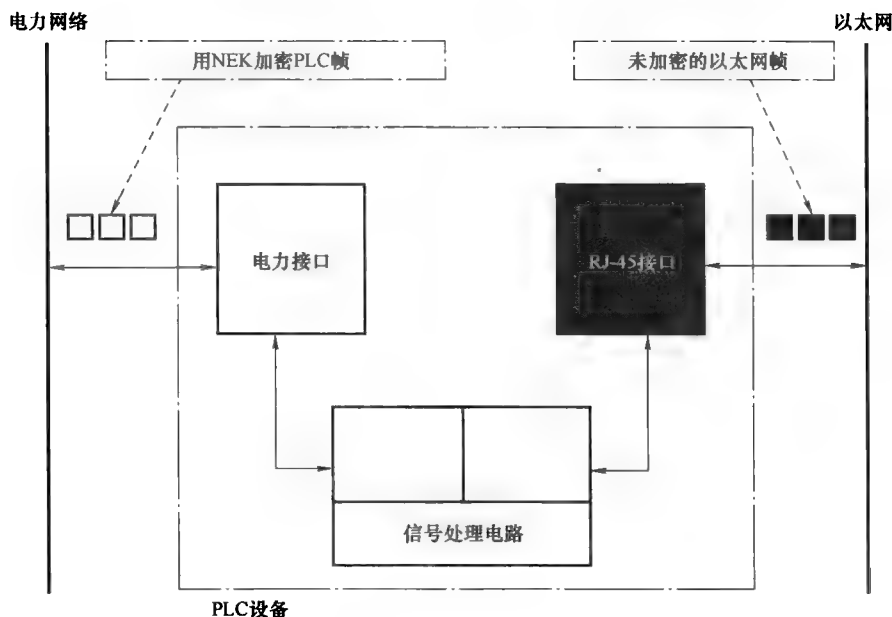 电力网络
以太网
用NEK加密PLC帧
未加密的以太网帧
电力接口
RJ-45接口
信号处理电路
PLC设备